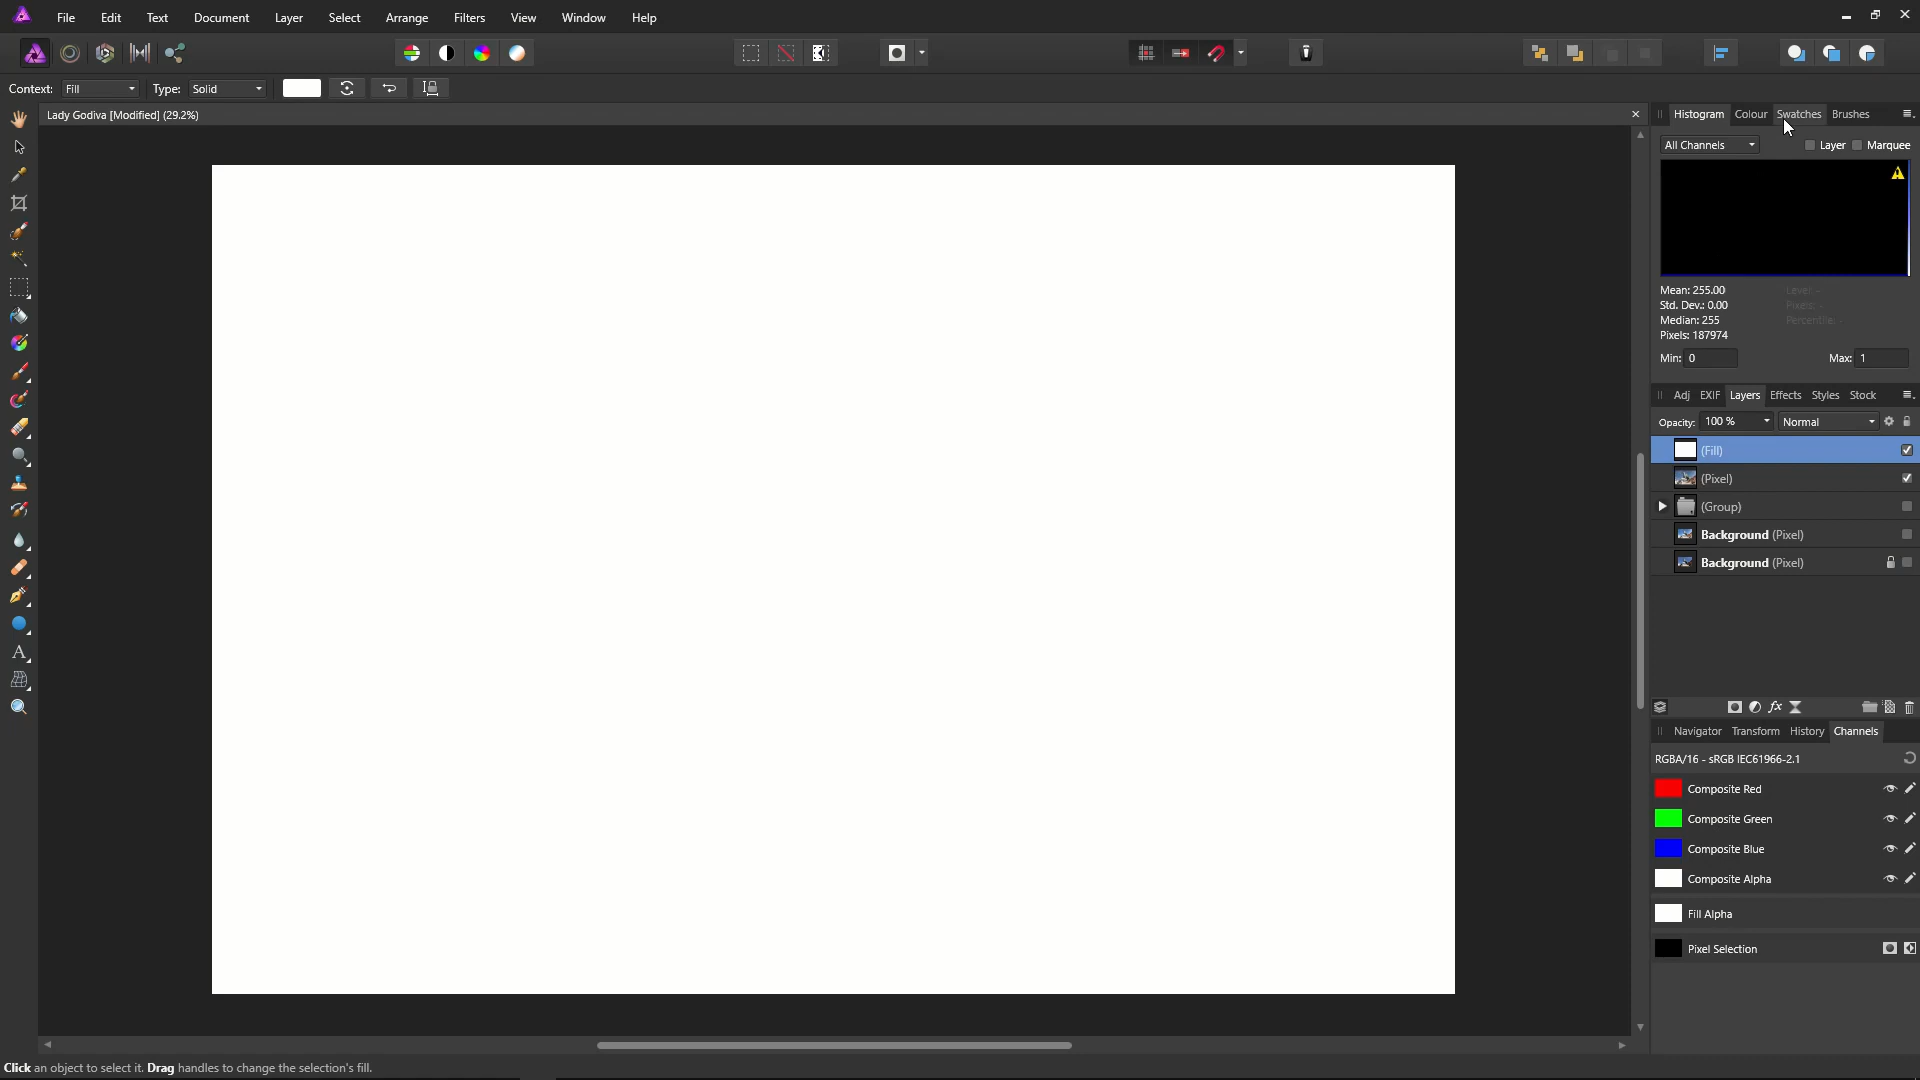 File Edit Text Document Layer Select Arrange Filters View Window Help
Context: Fill Type: Solid
Lady Godiva [Modified] (29.2%)
Histogram Colour Swatches Brushes
All Channels Layer Marquee
Mean: 255.00 Level: -
Std. Dev.: 0.00 Pixels: -
Median: 255 Percentile: -
Pixels: 187974
Min: 0 Max: 1
Adj EXIF Layers Effects Styles Stock
Opacity: 100 % Normal
(Fill)
(Pixel)
(Group)
Background (Pixel)
Background (Pixel)
Navigator Transform History Channels
RGBA/16 - sRGB IEC61966-2.1
Composite Red
Composite Green
Composite Blue
Composite Alpha
Fill Alpha
Pixel Selection
Click an object to select it. Drag handles to change the selection's fill.